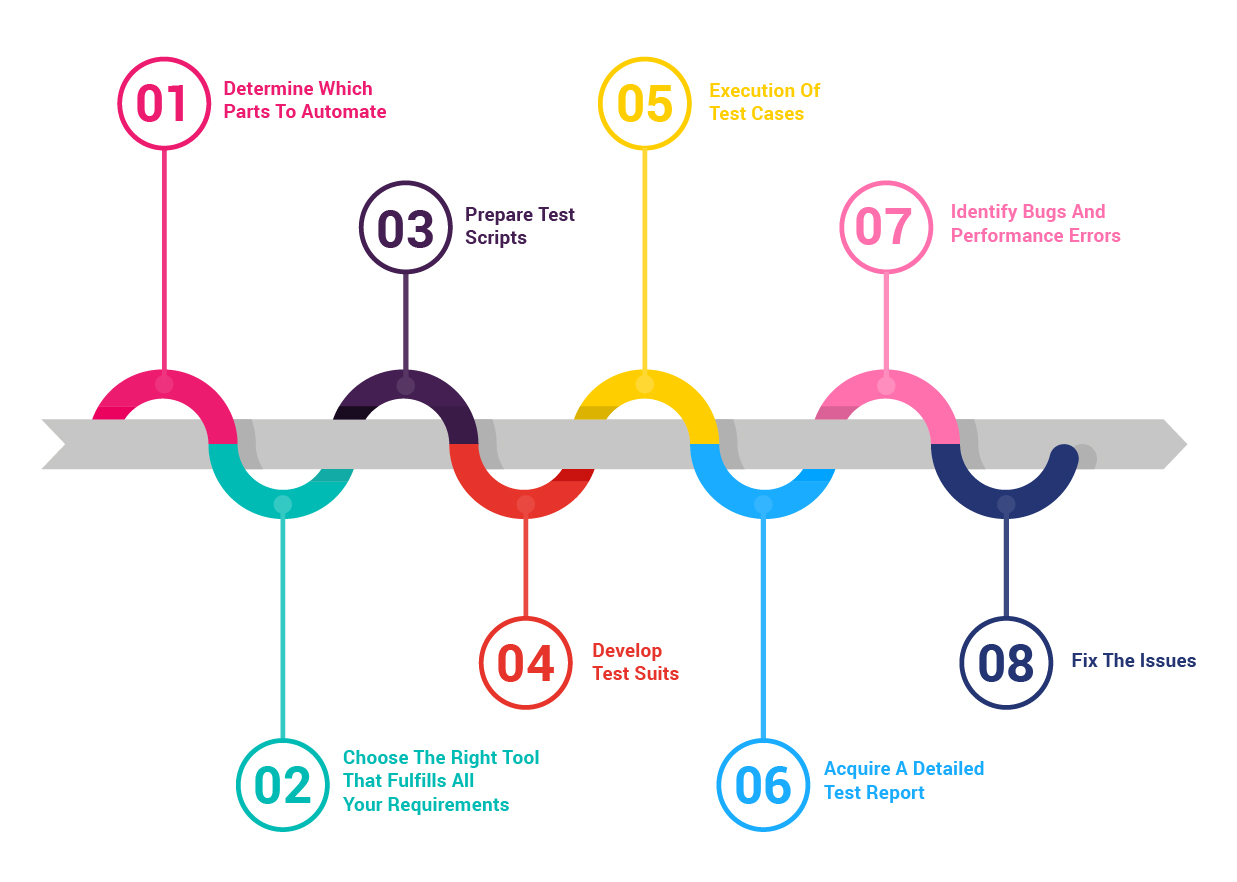 01
Determine Which
Parts To Automate
02
Choose The Right Tool
That Fulfills All
Your Requirements
03
Prepare Test
Scripts
04
Develop
Test Suits
05
Execution Of
Test Cases
06
Acquire A Detailed
Test Report
07
Identify Bugs And
Performance Errors
08
Fix The Issues